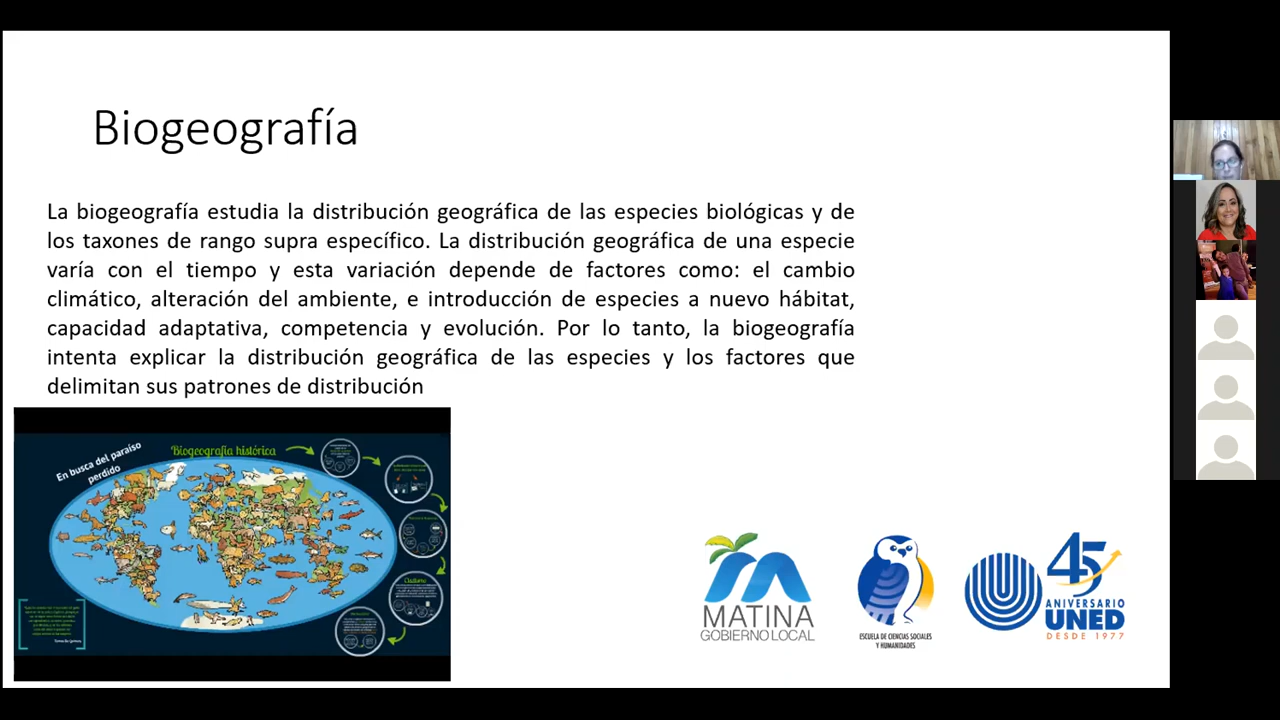 Biogeografía
La biogeografía estudia la distribución geográfica de las especies biológicas y de
los taxones de rango supra específico. La distribución geográfica de una especie
varía con el tiempo y esta variación depende de factores como: el cambio
climático, alteración del ambiente, e introducción de especies a nuevo hábitat,
capacidad adaptativa, competencia y evolución. Por lo tanto, la biogeografía
intenta explicar la distribución geográfica de las especies y los factores que
delimitan sus patrones de distribución
En busca del paraíso
perdido
Biogeografía histórica
MATINA
GOBIERNO LOCAL
ESCUELA DE CIENCIAS SOCIALES
Y HUMANIDADES
45
ANIVERSARIO
UNED
DESDE 1977